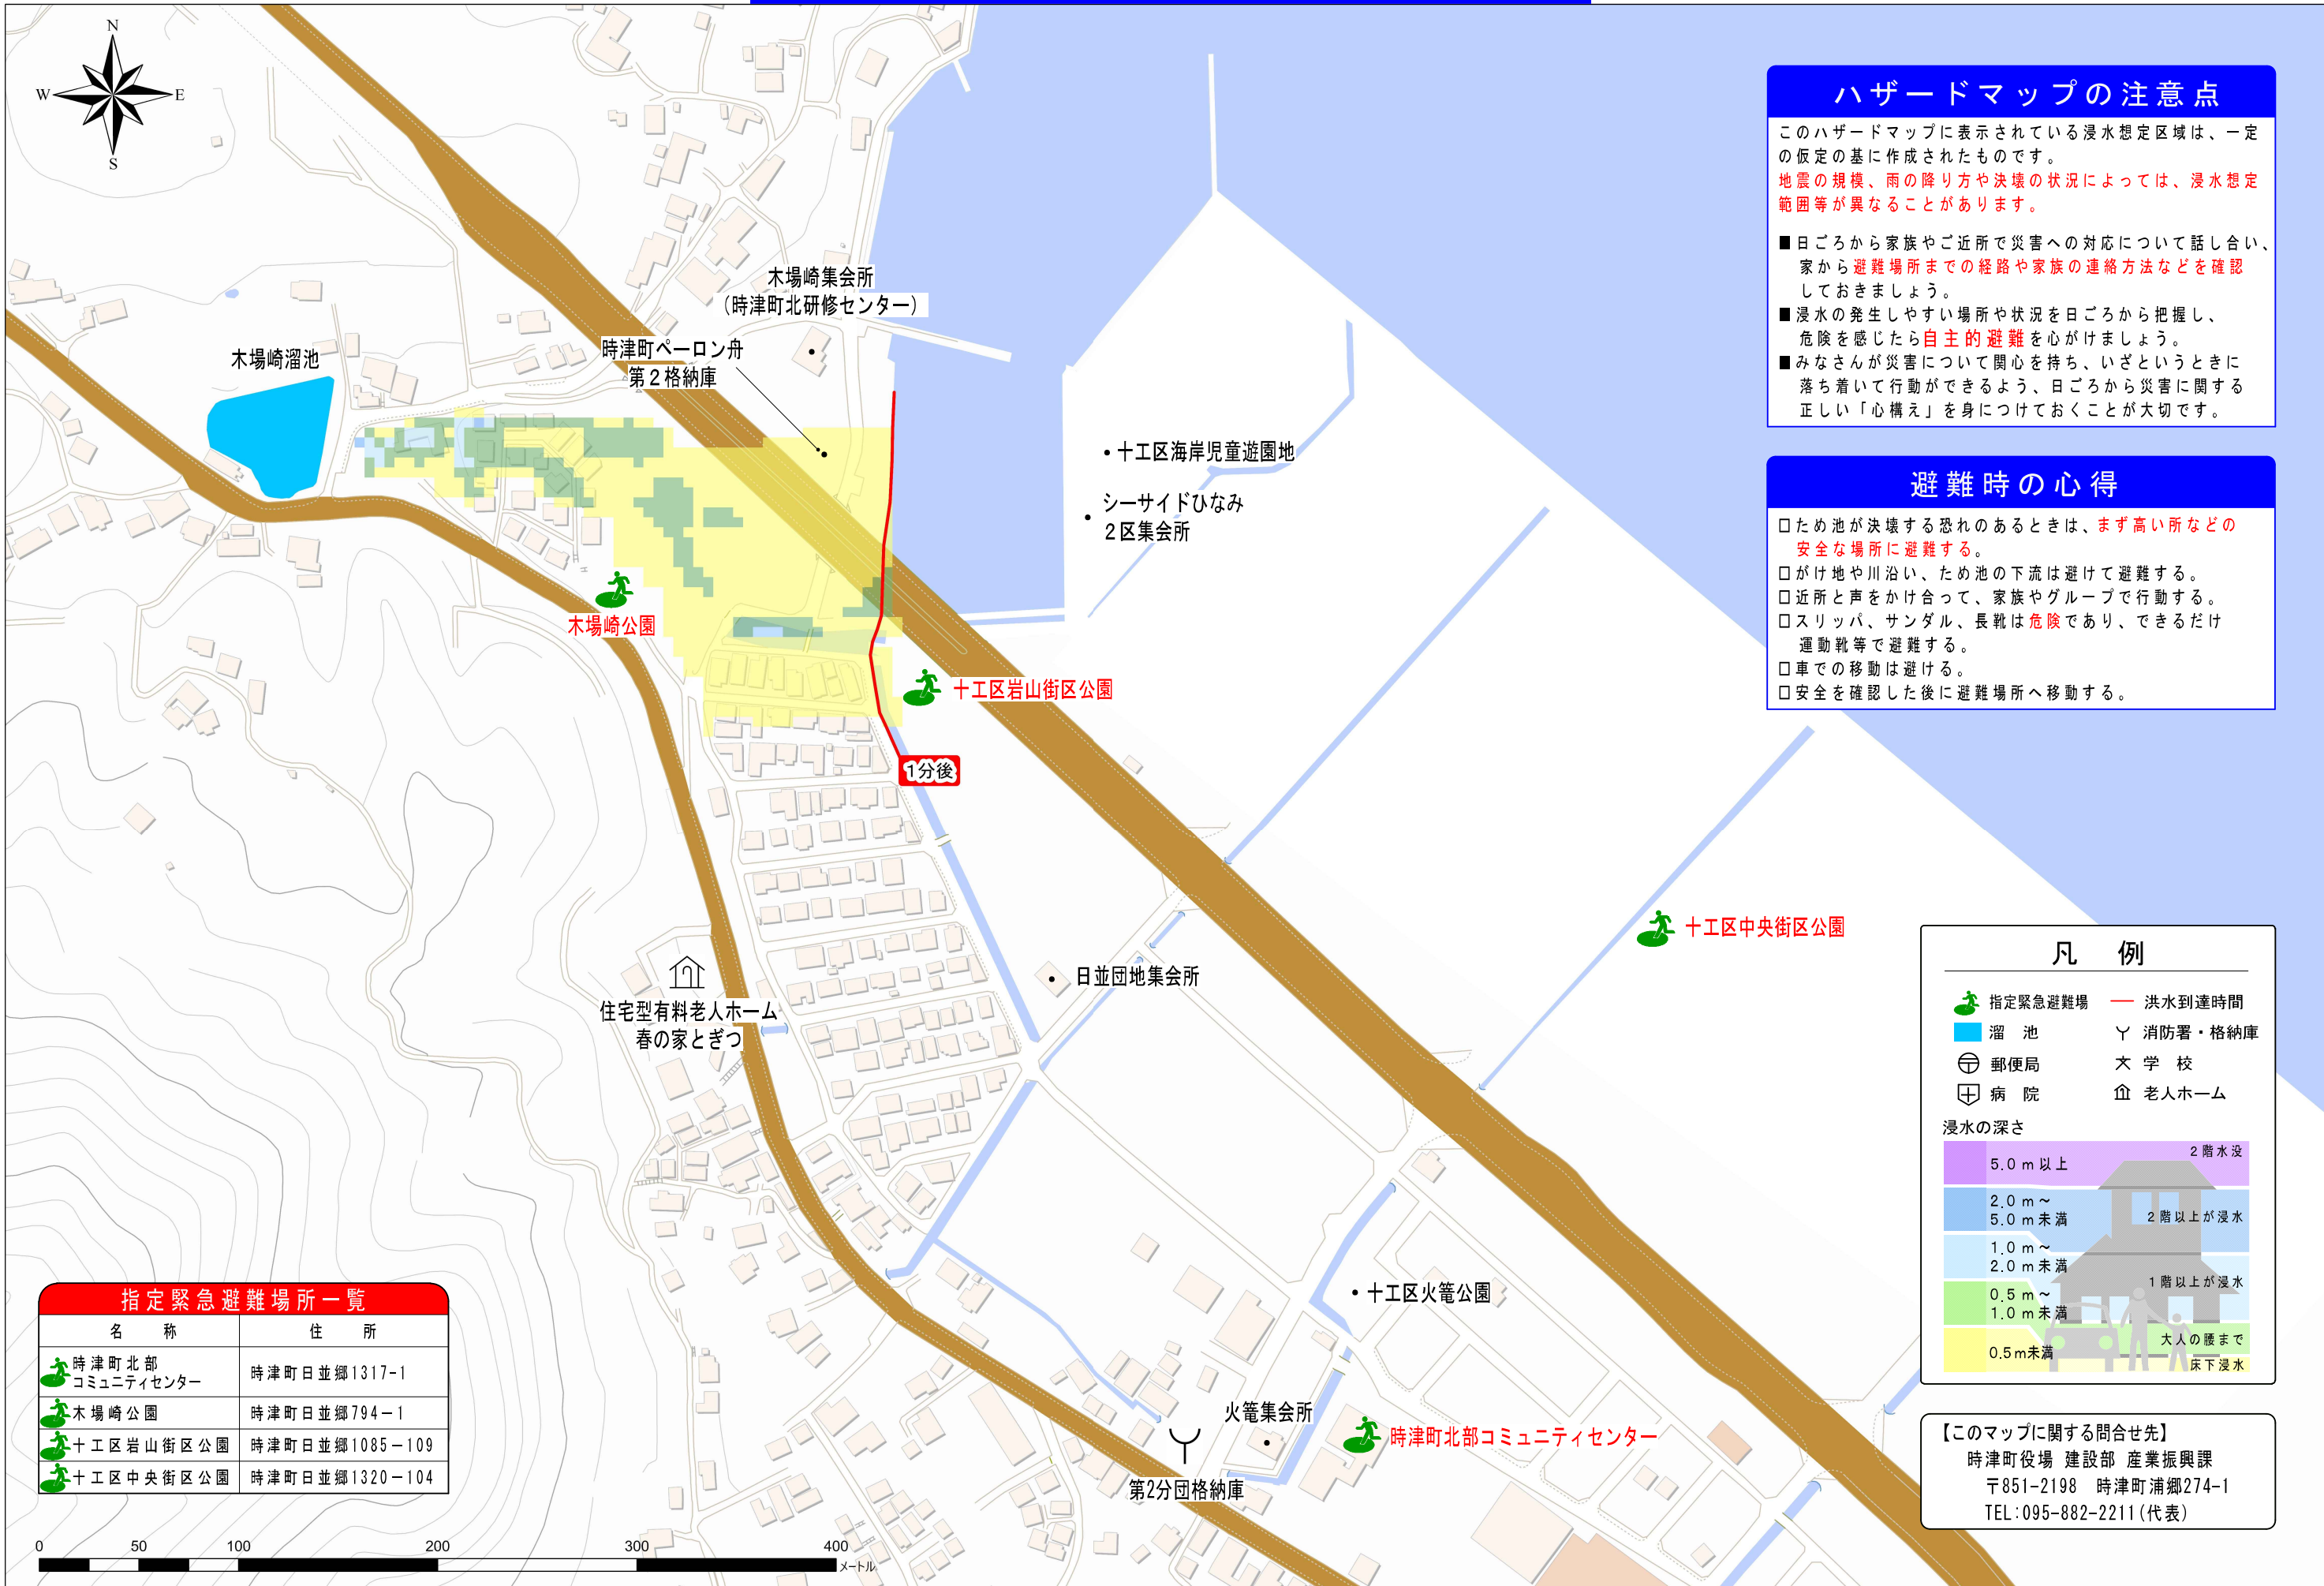 N
W
E
S
ハザードマップの注意点
このハザードマップに表示されている浸水想定区域は、一定
の仮定の基に作成されたものです。
地震の規模、雨の降り方や決壊の状況によっては、浸水想定
範囲等が異なることがあります。
■日ごろから家族やご近所で災害への対応について話し合い、
家から避難場所までの経路や家族の連絡方法などを確認
しておきましょう。
■浸水の発生しやすい場所や状況を日ごろから把握し、
危険を感じたら自主的避難を心がけましょう。
■みなさんが災害について関心を持ち、いざというときに
落ち着いて行動ができるよう、日ごろから災害に関する
正しい「心構え」を身につけておくことが大切です。
避難時の心得
□ため池が決壊する恐れのあるときは、まず高い所などの
安全な場所に避難する。
□がけ地や川沿い、ため池の下流は避けて避難する。
□近所と声をかけ合って、家族やグループで行動する。
□スリッパ、サンダル、長靴は危険であり、できるだけ
運動靴等で避難する。
□車での移動は避ける。
□安全を確認した後に避難場所へ移動する。
木場崎集会所
(時津町北研修センター)
時津町ペーロン舟
第2格納庫
木場崎溜池
・十工区海岸児童遊園地
シーサイドひなみ
2区集会所
木場崎公園
十工区岩山街区公園
1分後
十工区中央街区公園
日並団地集会所
住宅型有料老人ホーム
春の家とぎつ
・十工区火篭公園
火篭集会所
時津町北部コミュニティセンター
第2分団格納庫
凡 例
指定緊急避難場
洪水到達時間
溜 池
消防署・格納庫
郵便局
文 学 校
病 院
老人ホーム
浸水の深さ
5.0m以上
2階水没
2.0m～
5.0m未満
2階以上が浸水
1.0m～
2.0m未満
1階以上が浸水
0.5m～
1.0m未満
大人の腰まで
0.5m未満
床下浸水
【このマップに関する問合せ先】
時津町役場 建設部 産業振興課
〒851-2198 時津町浦郷274-1
TEL:095-882-2211(代表)
指定緊急避難場所一覧
名 称 住 所
時津町北部
コミュニティセンター 時津町日並郷1317-1
木場崎公園 時津町日並郷794-1
十工区岩山街区公園 時津町日並郷1085-109
十工区中央街区公園 時津町日並郷1320-104
0 50 100 200 300 400
メートル